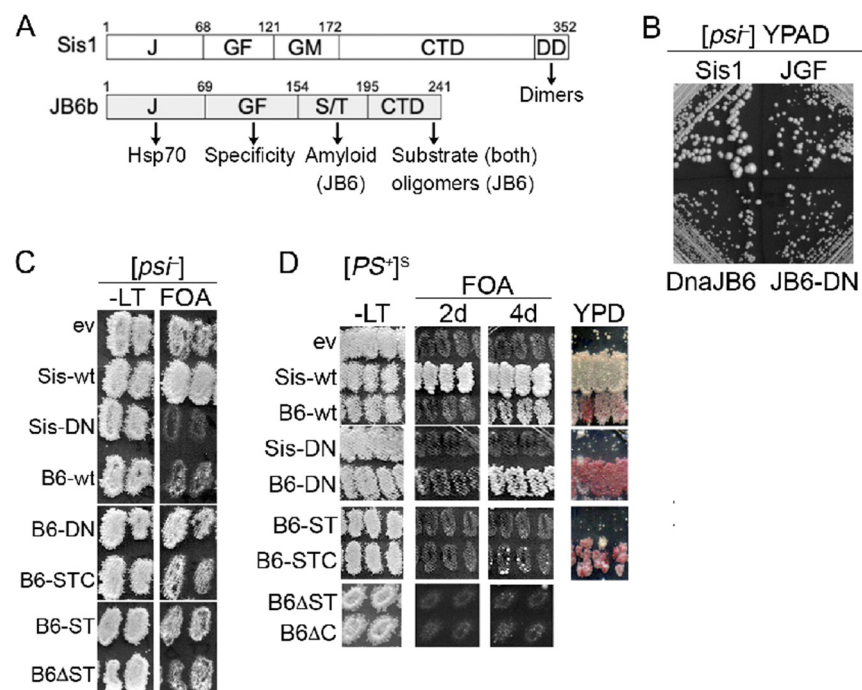 A
1 68 121 172 352
Sis1 J GF GM CTD DD
Dimers
1 69 154 195 241
JB6b J GF S/T CTD
Hsp70 Specificity Amyloid Substrate (both)
(JB6) oligomers (JB6)
B
[psi-] YPAD
Sis1 JGF
DnaJB6 JB6-DN
C
[psi-]
-LT FOA
ev
Sis-wt
Sis-DN
B6-wt
B6-DN
B6-STC
B6-ST
B6ΔST
D
[PS+]S
FOA
-LT 2d 4d YPD
ev
Sis-wt
B6-wt
Sis-DN
B6-DN
B6-ST
B6-STC
B6ΔST
B6ΔC